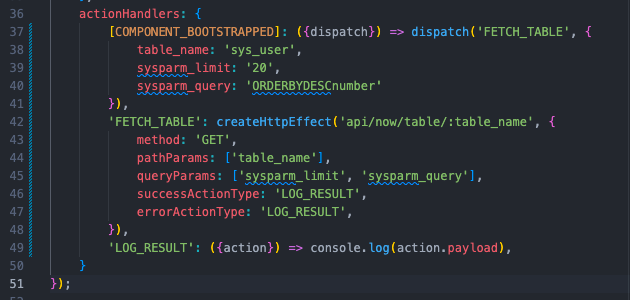 36 actionHandlers: {
37 [COMPONENT_BOOTSTRAPPED]: ({dispatch}) => dispatch('FETCH_TABLE', {
38 table_name: 'sys_user',
39 sysparm_limit: '20',
40 sysparm_query: 'ORDERBYDESCnumber'
41 }),
42 'FETCH_TABLE': createHttpEffect('api/now/table/:table_name', {
43 method: 'GET',
44 pathParams: ['table_name'],
45 queryParams: ['sysparm_limit', 'sysparm_query'],
46 successActionType: 'LOG_RESULT',
47 errorActionType: 'LOG_RESULT',
48 }),
49 'LOG_RESULT': ({action}) => console.log(action.payload),
50 }
51 });